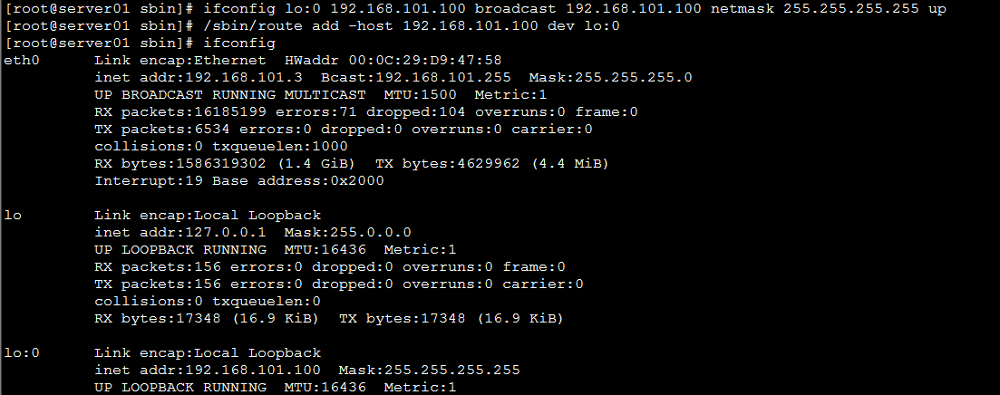 [root@server01 sbin]# ifconfig lo:0 192.168.101.100 broadcast 192.168.101.100 netmask 255.255.255.255 up
[root@server01 sbin]# /sbin/route add -host 192.168.101.100 dev lo:0
[root@server01 sbin]# ifconfig
eth0      Link encap:Ethernet  HWaddr 00:0C:29:D9:47:58
          inet addr:192.168.101.3  Bcast:192.168.101.255  Mask:255.255.255.0
          UP BROADCAST RUNNING MULTICAST  MTU:1500  Metric:1
          RX packets:16185199 errors:71 dropped:104 overruns:0 frame:0
          TX packets:6534 errors:0 dropped:0 overruns:0 carrier:0
          collisions:0 txqueuelen:1000
          RX bytes:1586319302 (1.4 GiB)  TX bytes:4629962 (4.4 MiB)
          Interrupt:19 Base address:0x2000

lo        Link encap:Local Loopback
          inet addr:127.0.0.1  Mask:255.0.0.0
          UP LOOPBACK RUNNING  MTU:16436  Metric:1
          RX packets:156 errors:0 dropped:0 overruns:0 frame:0
          TX packets:156 errors:0 dropped:0 overruns:0 carrier:0
          collisions:0 txqueuelen:0
          RX bytes:17348 (16.9 KiB)  TX bytes:17348 (16.9 KiB)

lo:0      Link encap:Local Loopback
          inet addr:192.168.101.100  Mask:255.255.255.255
          UP LOOPBACK RUNNING  MTU:16436  Metric:1